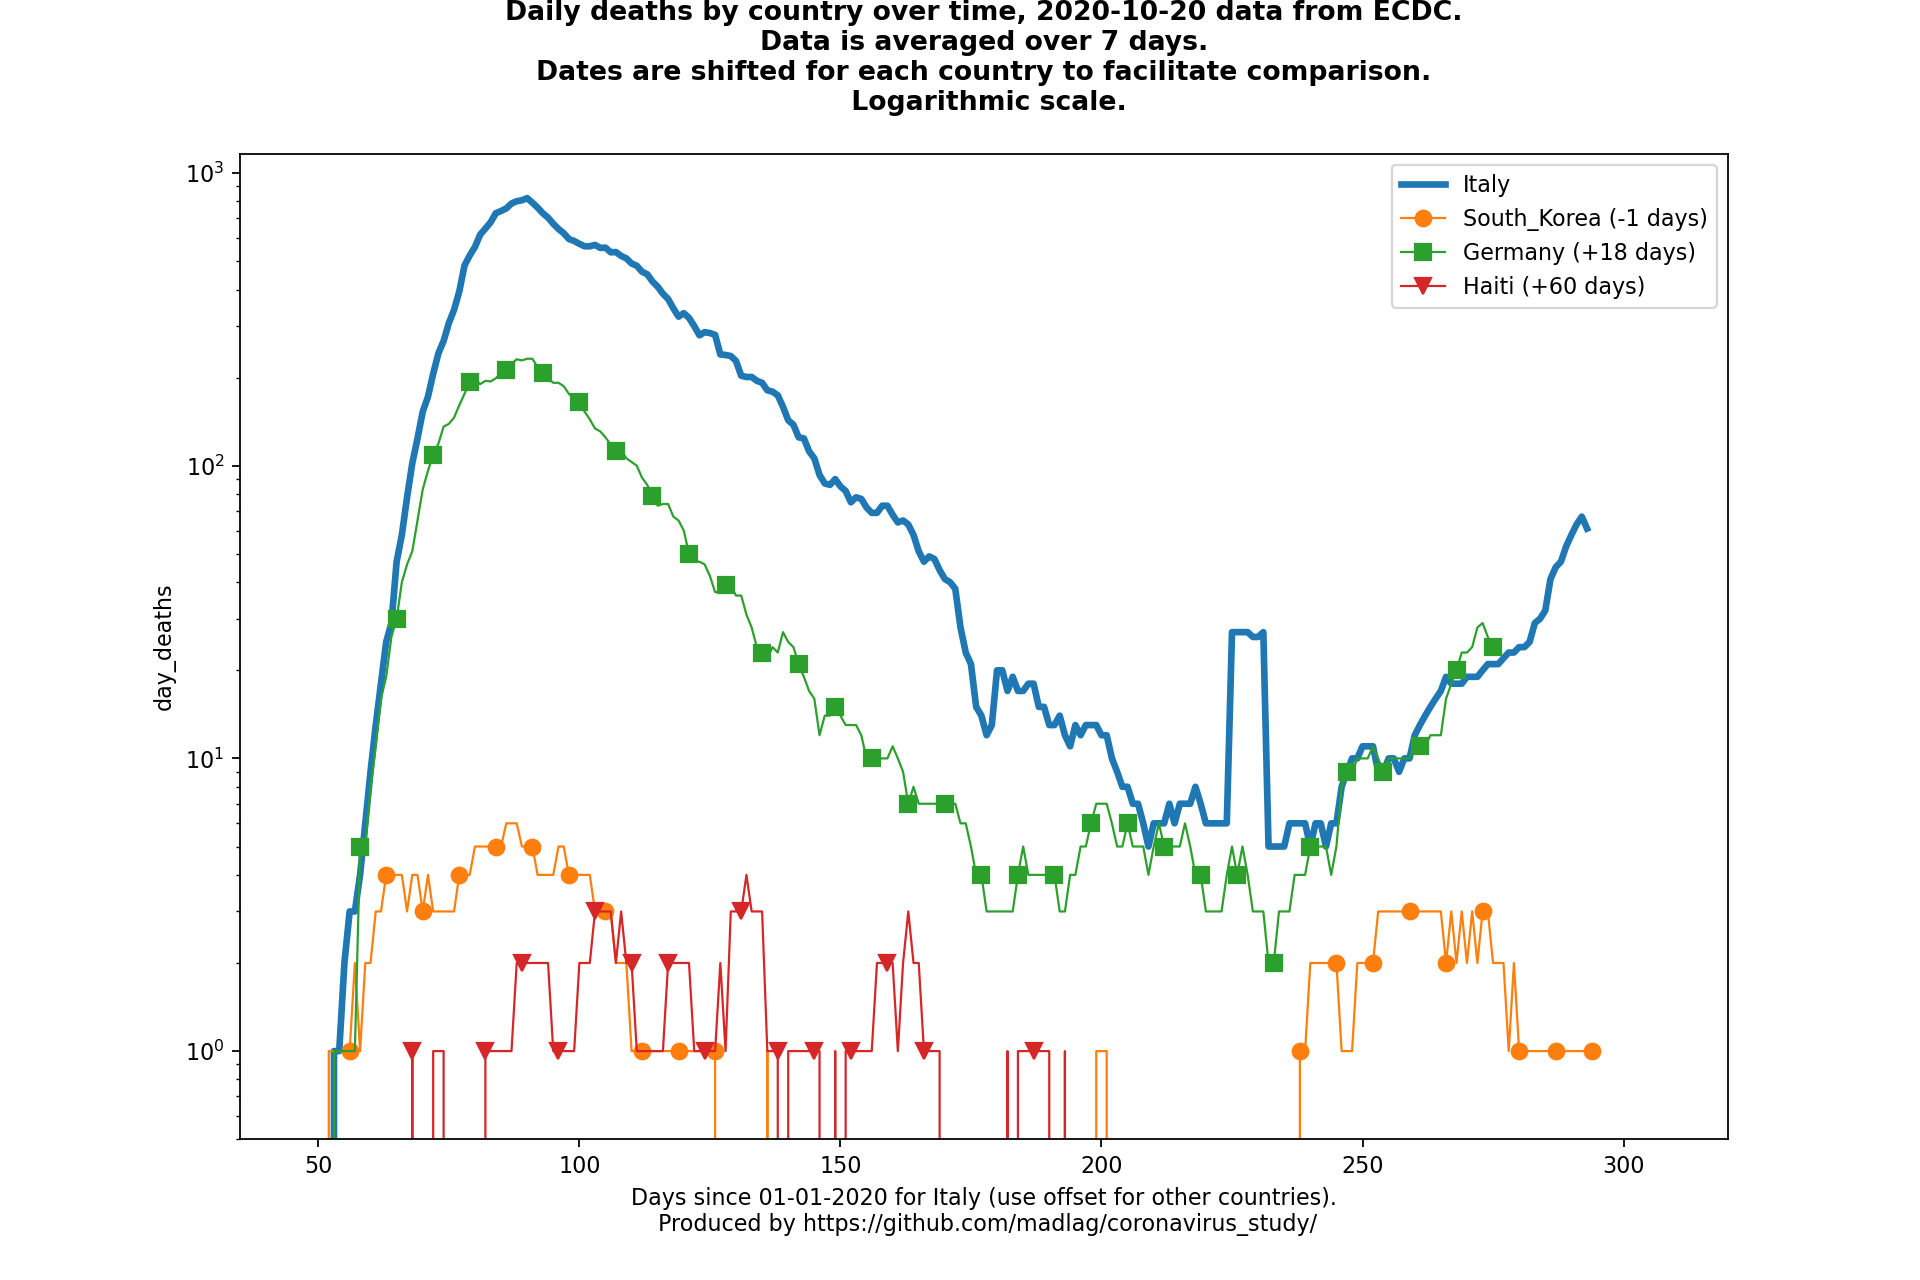 Daily deaths by country over time, 2020-10-20 data from ECDC.
Data is averaged over 7 days.
Dates are shifted for each country to facilitate comparison.
Logarithmic scale.
10³
10²
10¹
10⁰
day_deaths
Italy
South_Korea (-1 days)
Germany (+18 days)
Haiti (+60 days)
50 100 150 200 250 300
Days since 01-01-2020 for Italy (use offset for other countries).
Produced by https://github.com/madlag/coronavirus_study/